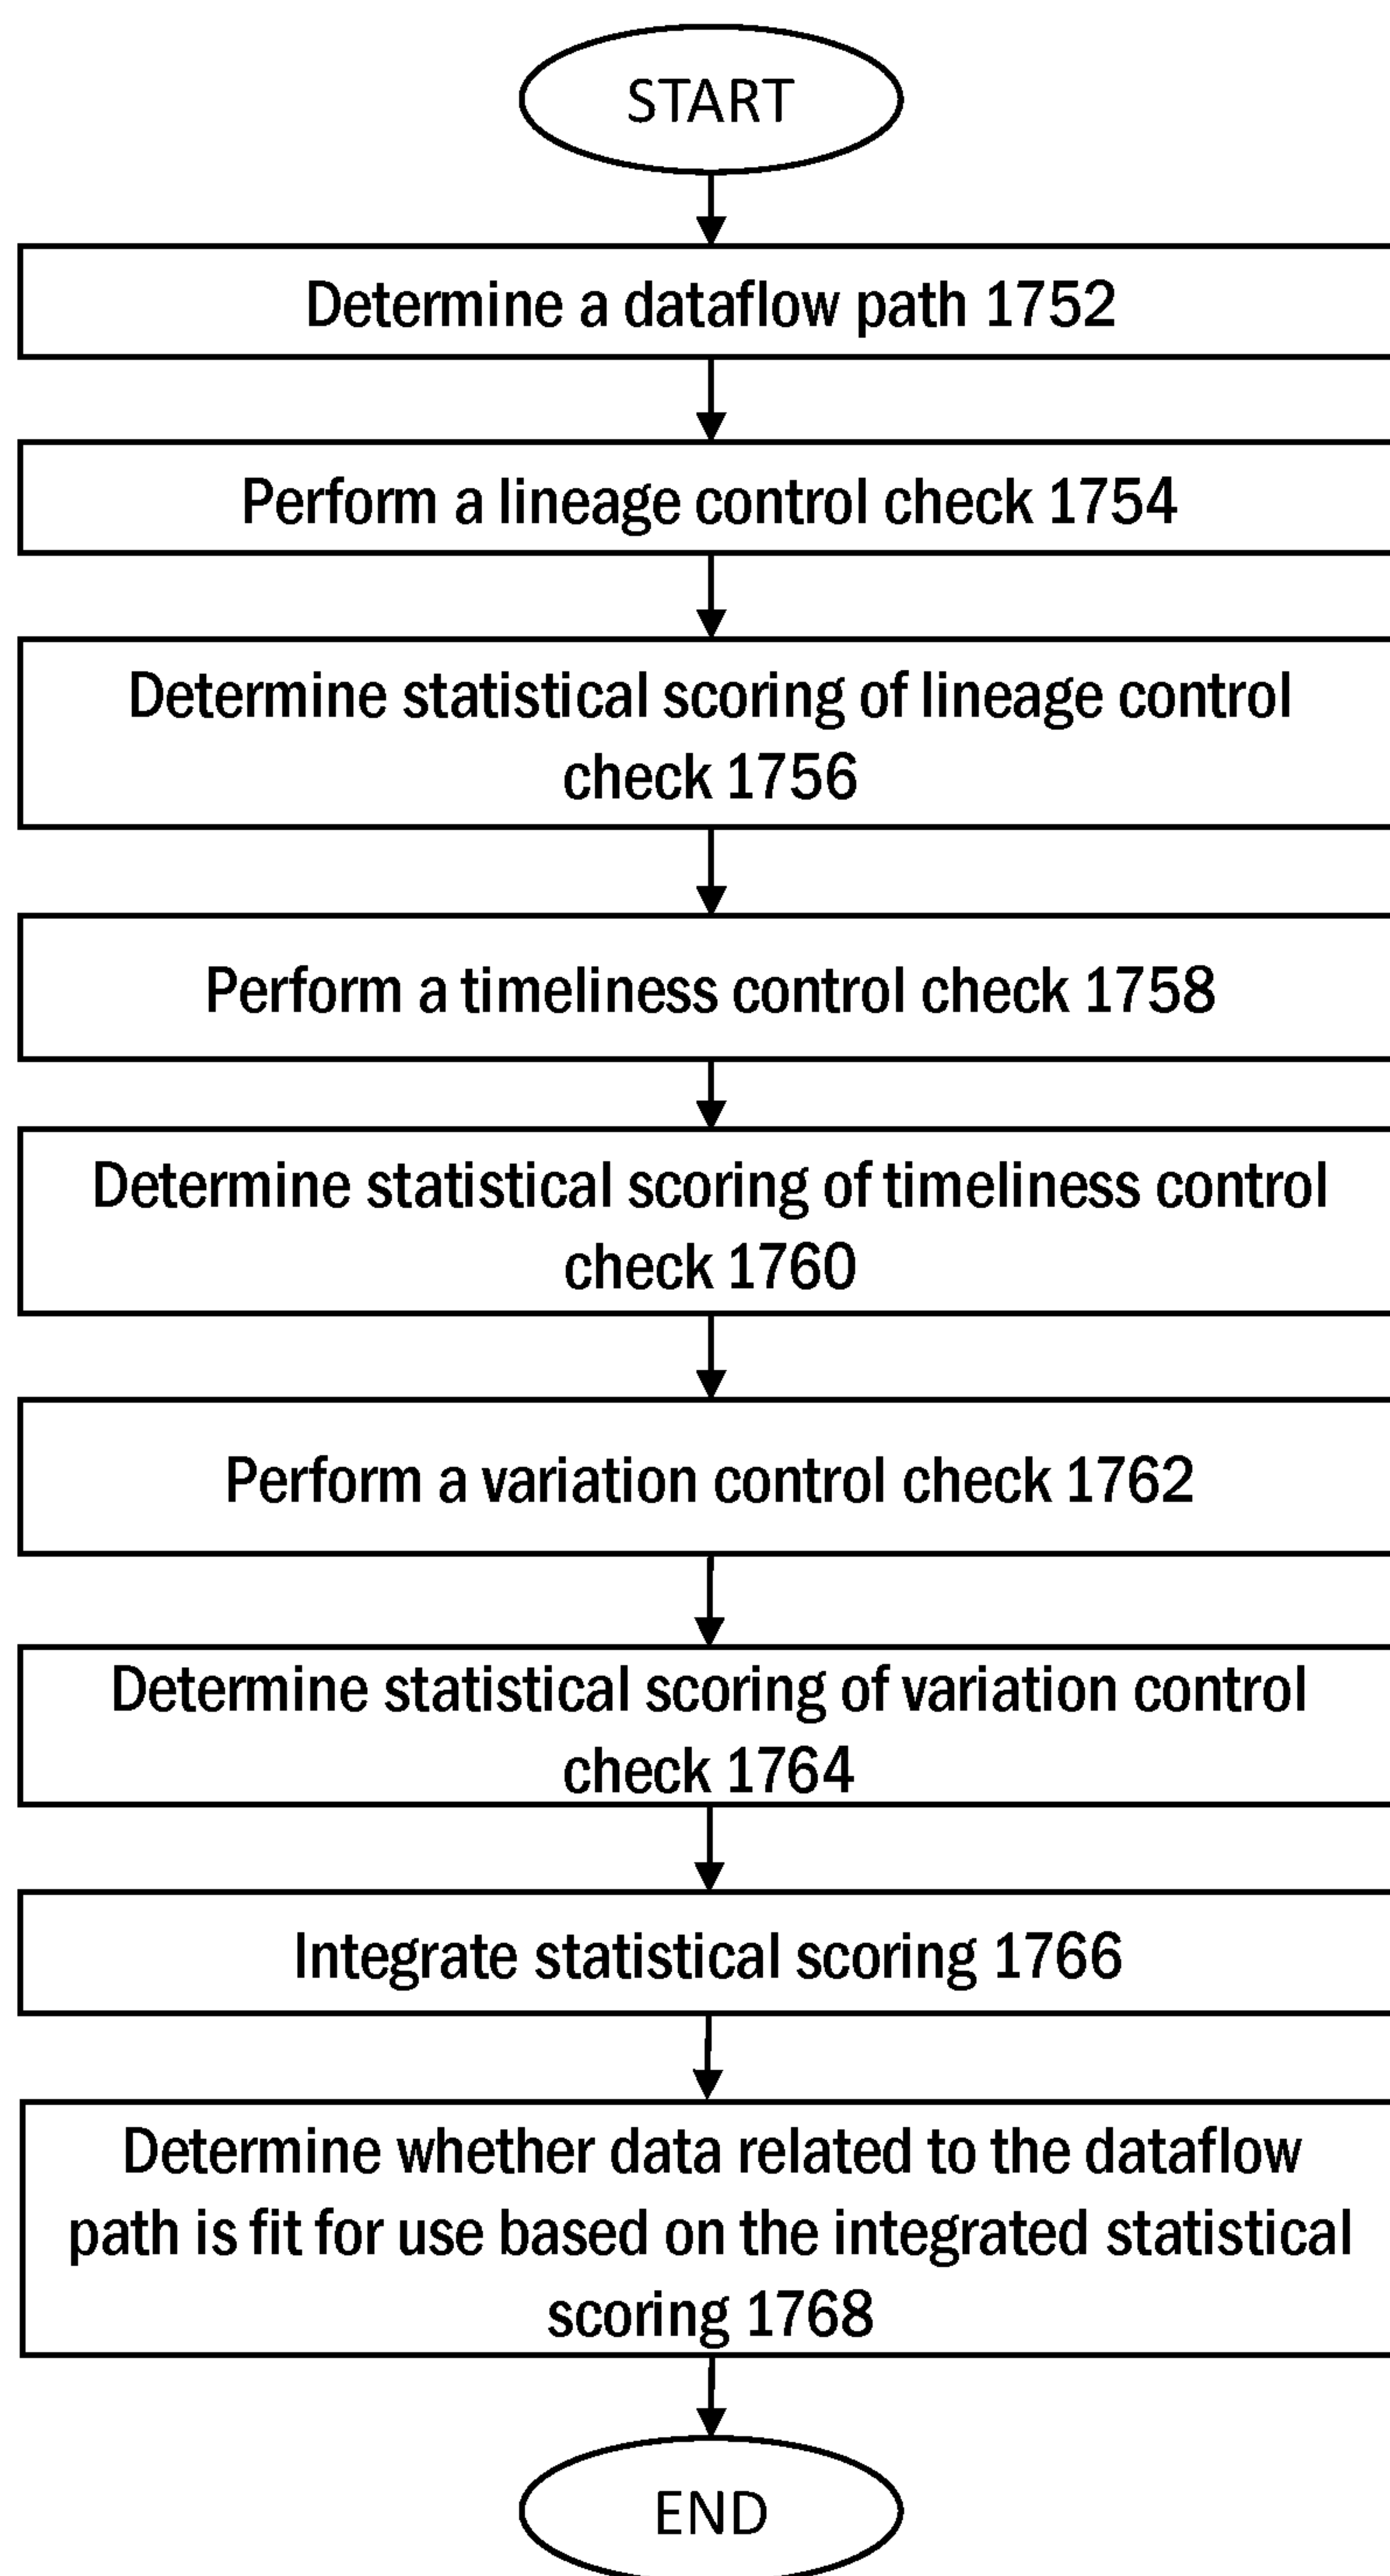 START
Determine a dataflow path 1752
Perform a lineage control check 1754
Determine statistical scoring of lineage control
check 1756
Perform a timeliness control check 1758
Determine statistical scoring of timeliness control
check 1760
Perform a variation control check 1762
Determine statistical scoring of variation control
check 1764
Integrate statistical scoring 1766
Determine whether data related to the dataflow
path is fit for use based on the integrated statistical
scoring 1768
END